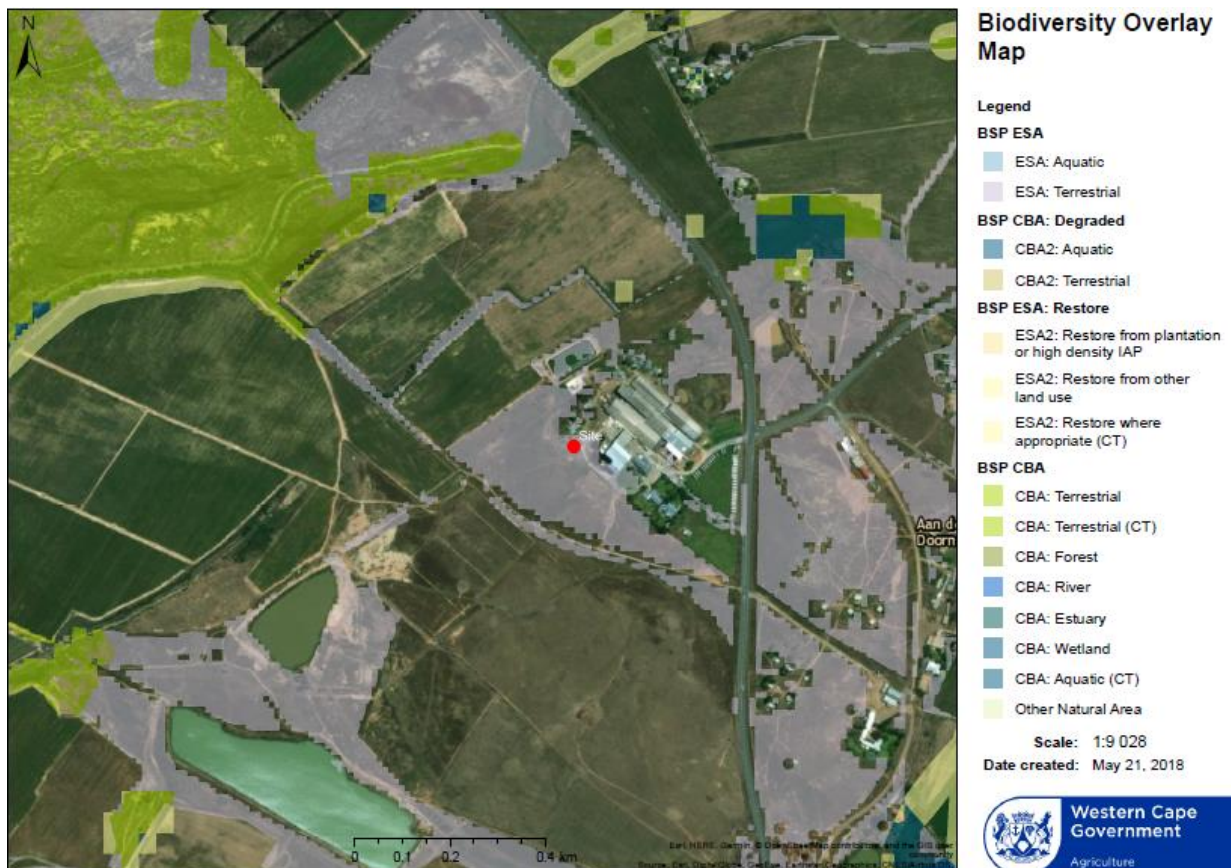 N
Site
Aan d
Doorn
0 0.1 0.2 0.4 km
Biodiversity Overlay
Map
Legend
BSP ESA
ESA: Aquatic
ESA: Terrestrial
BSP CBA: Degraded
CBA2: Aquatic
CBA2: Terrestrial
BSP ESA: Restore
ESA2: Restore from plantation
or high density IAP
ESA2: Restore from other
land use
ESA2: Restore where
appropriate (CT)
BSP CBA
CBA: Terrestrial
CBA: Terrestrial (CT)
CBA: Forest
CBA: River
CBA: Estuary
CBA: Wetland
CBA: Aquatic (CT)
Other Natural Area
Scale: 1:9 028
Date created: May 21, 2018
Western Cape
Government
Agriculture